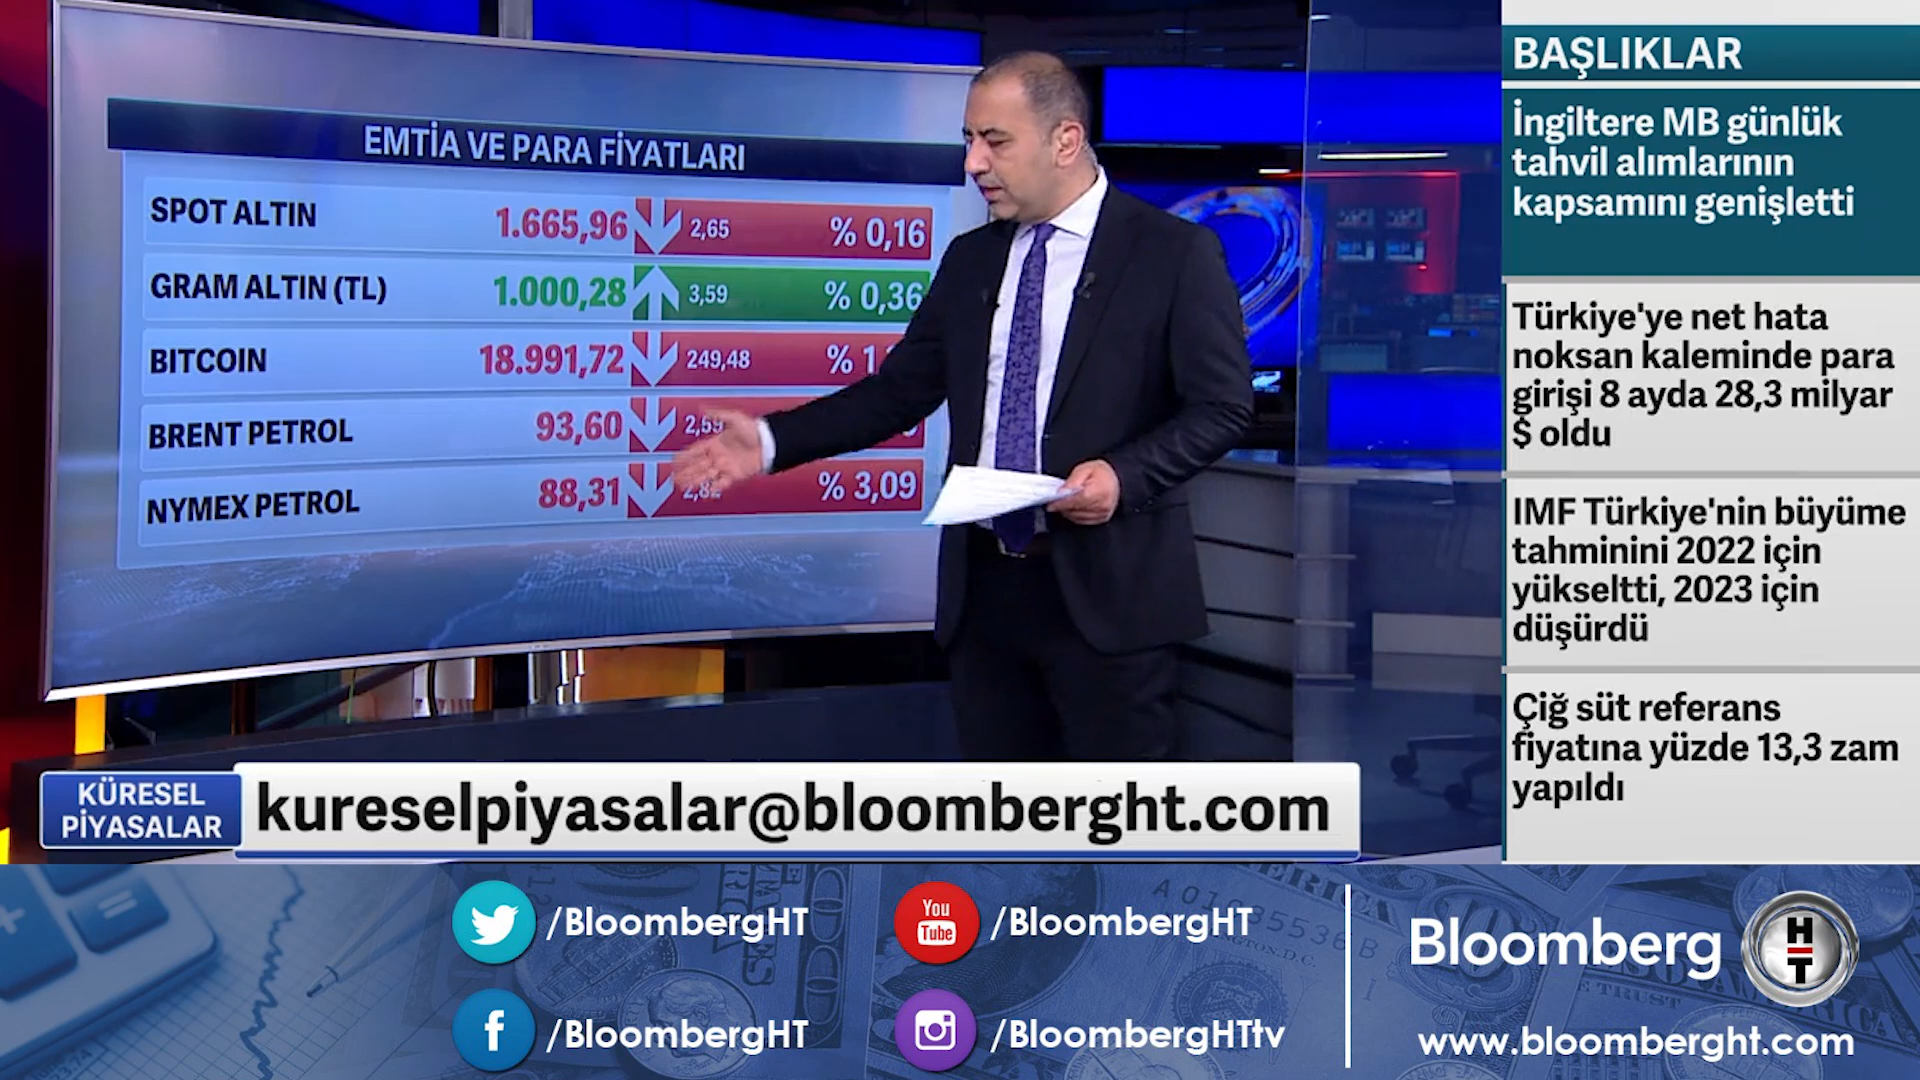 EMTİA VE PARA FİYATLARI
SPOT ALTIN 1.665,96 2,65 % 0,16
GRAM ALTIN (TL) 1.000,28 3,59 % 0,36
BITCOIN 18.991,72 249,48 %
BRENT PETROL 93,60
NYMEX PETROL 88,31 % 3,09
BAŞLIKLAR
İngiltere MB günlük
tahvil alımlarının
kapsamını genişletti
Türkiye'ye net hata
noksan kaleminde para
girişi 8 ayda 28,3 milyar
$ oldu
IMF Türkiye'nin büyüme
tahminini 2022 için
yükseltti, 2023 için
düşürdü
Çiğ süt referans
fiyatına yüzde 13,3 zam
yapıldı
KÜRESEL
PİYASALAR
kureselpiyasalar@bloomberght.com
/BloombergHT
You
Tube
/BloombergHT
f
/BloombergHT
/BloombergHTtv
Bloomberg HT
www.bloomberght.com